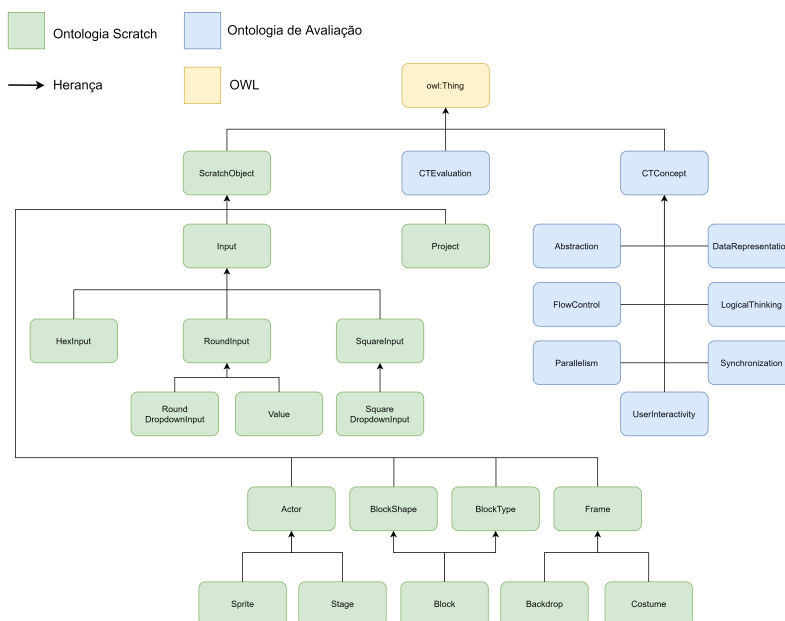 Ontologia Scratch
Ontologia de Avaliação
Herança
OWL
owl:Thing
ScratchObject
CTEvaluation
CTConcept
Input
Project
Abstraction
DataRepresentatio
HexInput
RoundInput
SquareInput
FlowControl
LogicalThinking
Parallelism
Synchronization
Round
DropdownInput
Value
Square
DropdownInput
UserInteractivity
Actor
BlockShape
BlockType
Frame
Sprite
Stage
Block
Backdrop
Costume